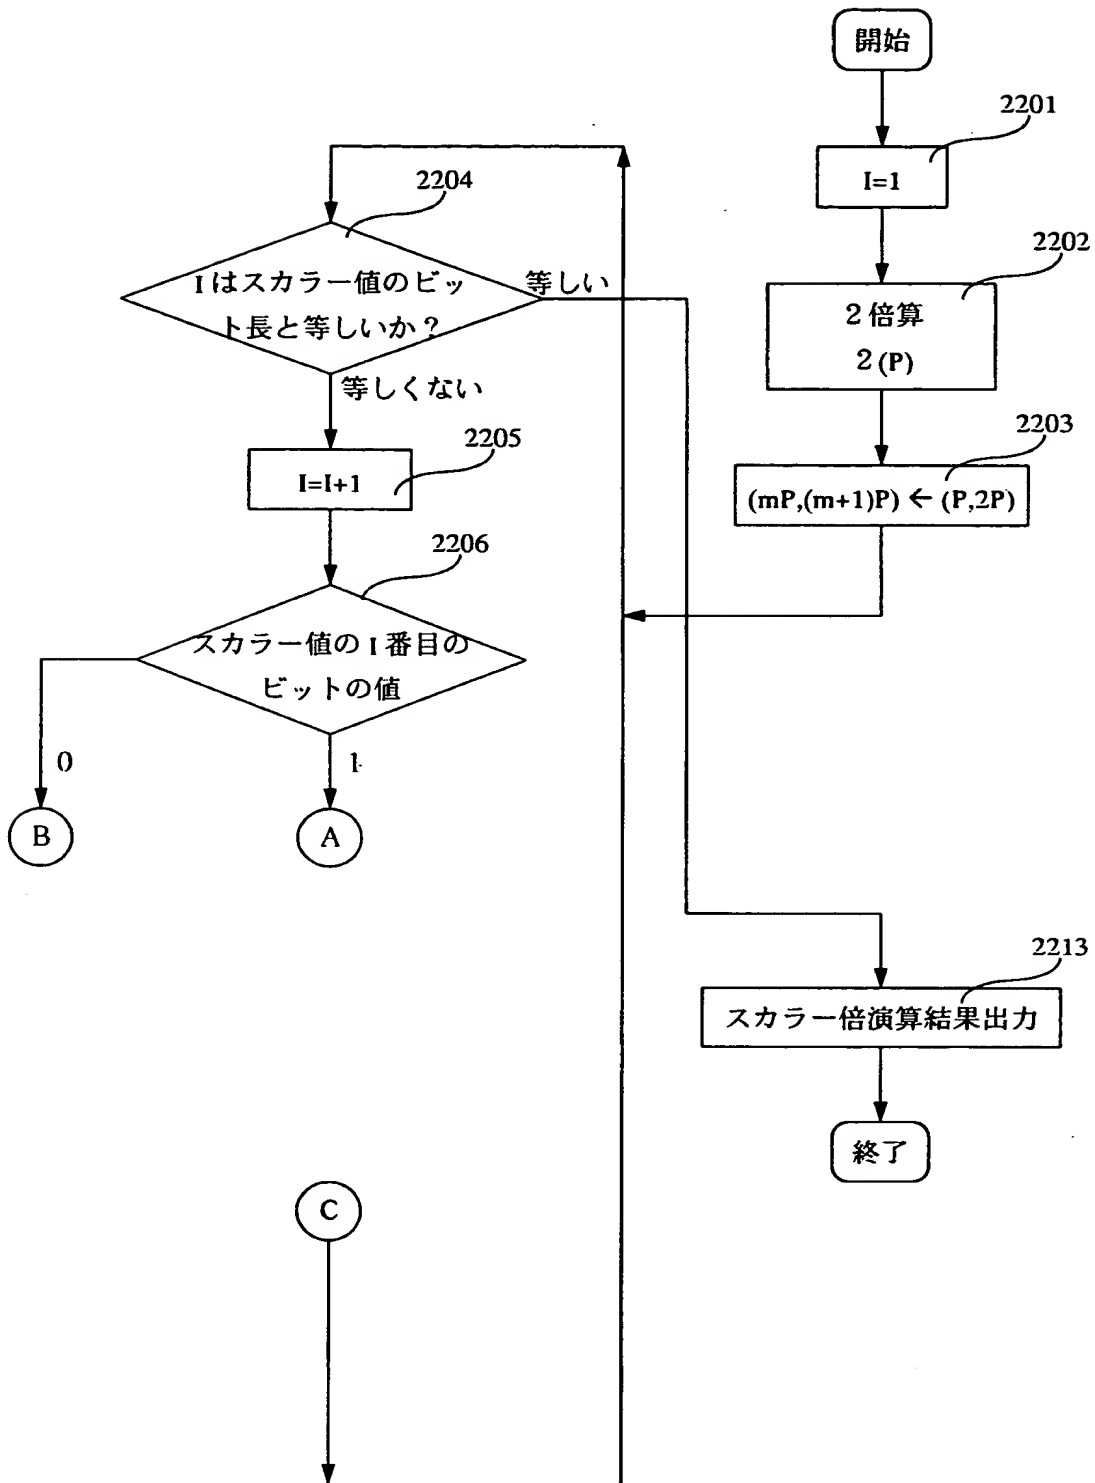 開始
2201
I=1
2202
2倍算
2(P)
2203
(mP,(m+1)P) ← (P,2P)
2204
Iはスカラー値のビッ
ト長と等しいか?
等しい
等しくない
2205
I=I+1
2206
スカラー値のI番目の
ビットの値
0
1
B
A
2213
スカラー倍演算結果出力
終了
C